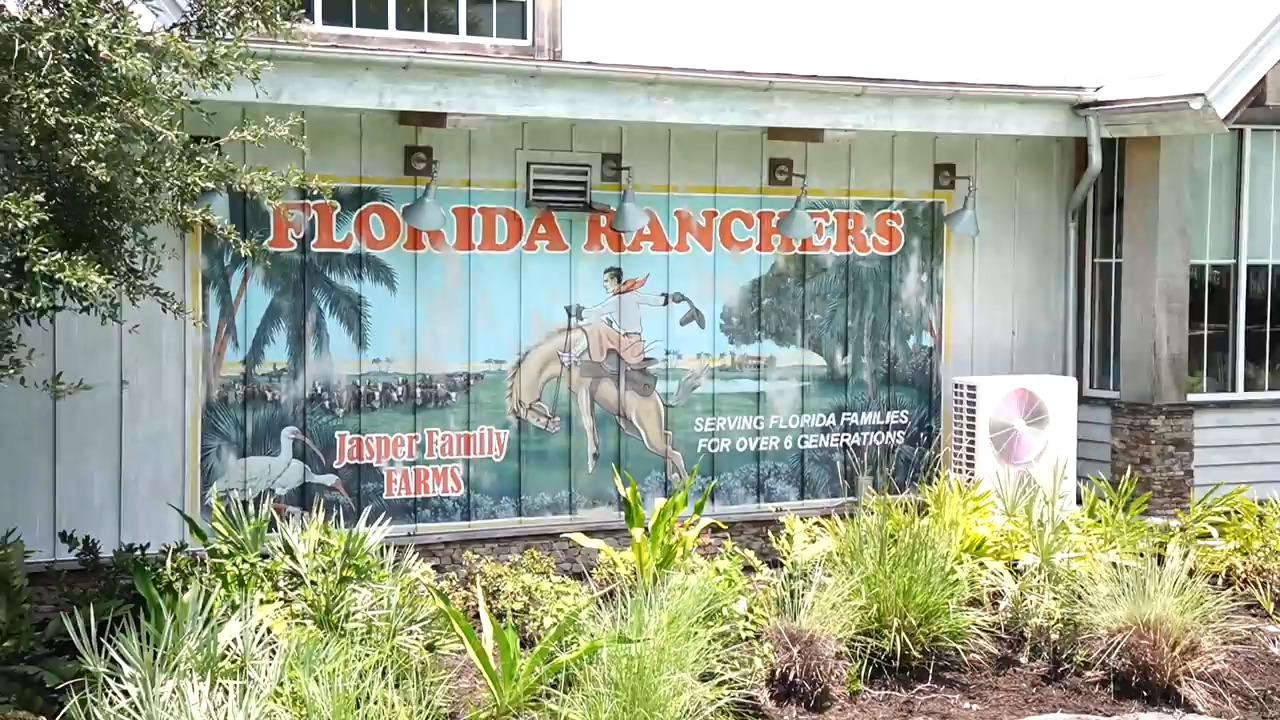 FLORIDA RANCHERS
SERVING FLORIDA FAMILIES
FOR OVER 6 GENERATIONS
Jasper Family
FARMS